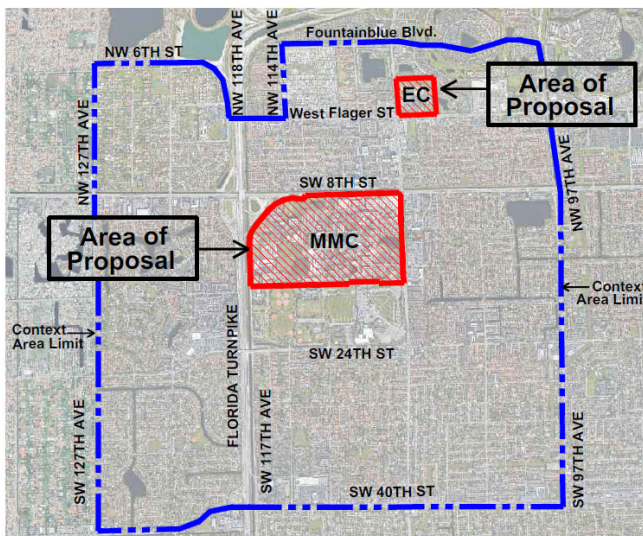 Fountainblue Blvd.
NW 6TH ST
NW 118TH AVE
NW 114TH AVE
EC
Area of
Proposal
West Flager ST
NW 127TH AVE
NW 97TH AVE
SW 8TH ST
Area of
Proposal
MMC
Context
Area Limit
Context
Area Limit
FLORIDA TURNPIKE
SW 24TH ST
SW 127TH AVE
SW 117TH AVE
SW 97TH AVE
SW 40TH ST